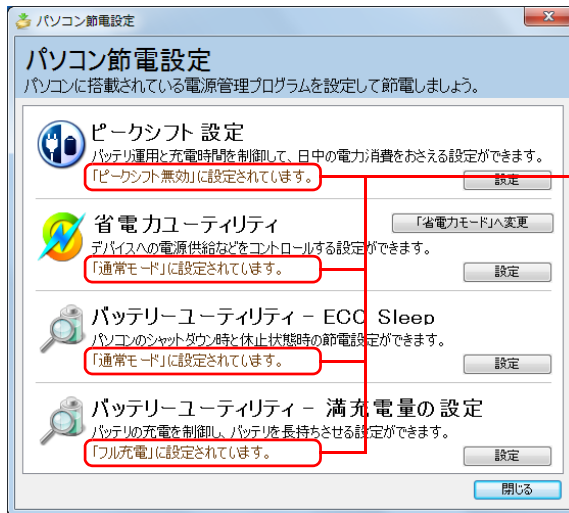 パソコン節電設定
パソコン節電設定
パソコンに搭載されている電源管理プログラムを設定して節電しましょう。
ピークシフト 設定
バッテリ運用と充電時間を制御して、日中の電力消費をおさえる設定ができます。
「ピークシフト無効」に設定されています。
設定
省電力ユーティリティ
「省電力モード」へ変更
デバイスへの電源供給などをコントロールする設定ができます。
「通常モード」に設定されています。
設定
バッテリーユーティリティ - ECO Sleep
パソコンのシャットダウン時と休止状態時の節電設定ができます。
「通常モード」に設定されています。
設定
バッテリーユーティリティ - 満充電量の設定
バッテリの充電を制御し、バッテリを長持ちさせる設定ができます。
「フル充電」に設定されています。
設定
閉じる